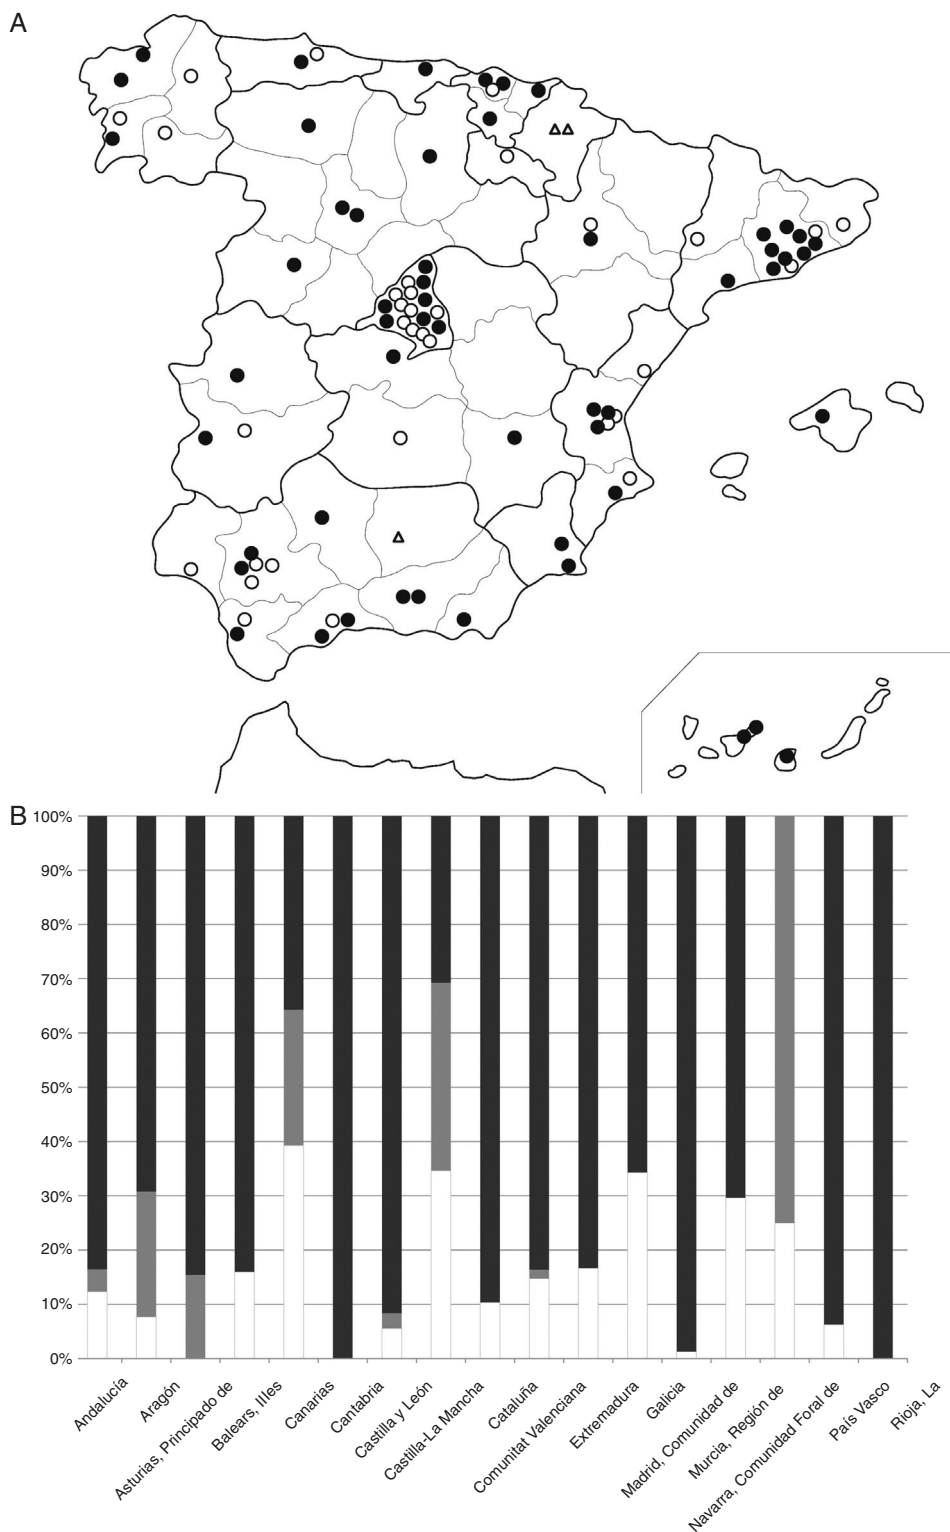 A
B
100%
90%
80%
70%
60%
50%
40%
30%
20%
10%
0%
Andalucía
Aragón
Asturias, Principado de
Balears, Illes
Canarias
Cantabria
Castilla y León
Castilla-La Mancha
Cataluña
Comunitat Valenciana
Extremadura
Galicia
Madrid, Comunidad de
Murcia, Región de
Navarra, Comunidad Foral de
País Vasco
Rioja, La